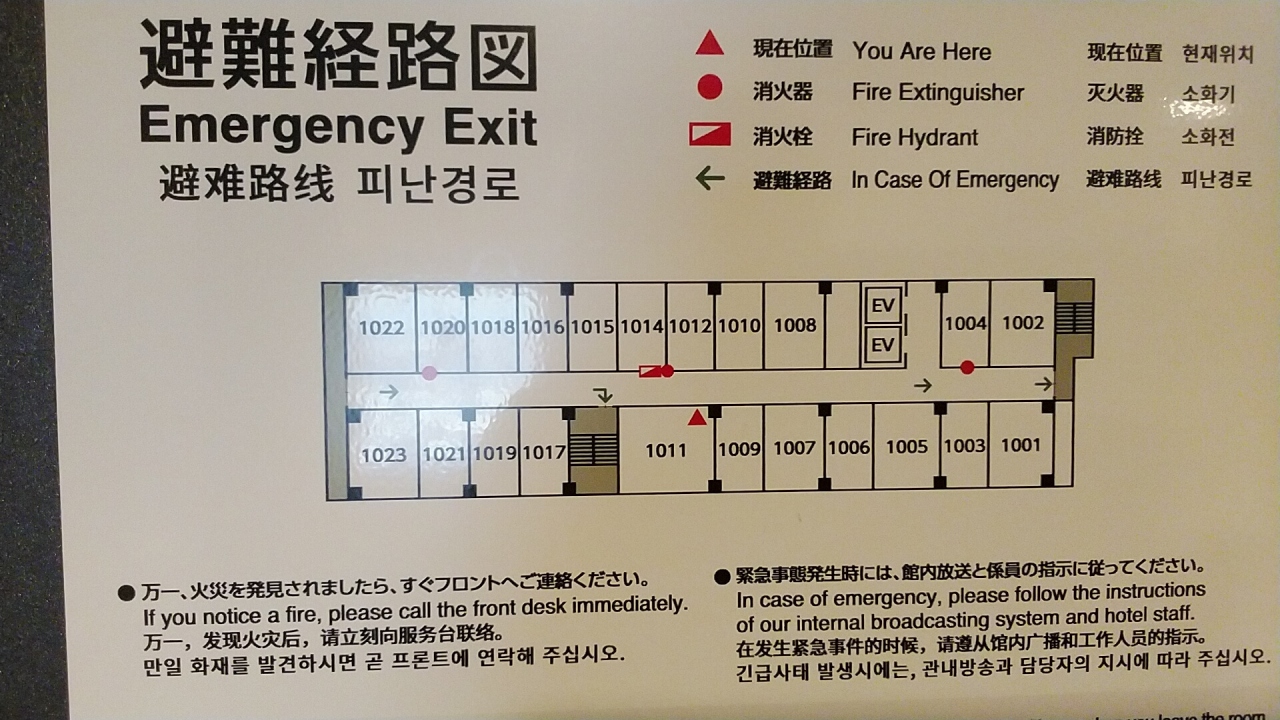 避難経路図
Emergency Exit
避难路线 피난경로
現在位置 You Are Here 现在位置 현재위치
消火器 Fire Extinguisher 灭火器 소화기
消火栓 Fire Hydrant 消防拴 소화전
避難経路 In Case Of Emergency 避难路线 피난경로
1022 1020 1018 1016 1015 1014 1012 1010 1008 EV 1004 1002
EV
1023 1021 1019 1017 1011 1009 1007 1006 1005 1003 1001
●万一、火災を発見されましたら、すぐフロントへご連絡ください。
If you notice a fire, please call the front desk immediately.
万一，发现火灾后，请立刻向服务台联络。
만일 화재를 발견하시면 곧 프론트에 연락해 주십시오.
●緊急事態発生時には、館内放送と係員の指示に従ってください。
In case of emergency, please follow the instructions
of our internal broadcasting system and hotel staff.
在发生紧急事件的时候，请遵从馆内广播和工作人员的指示。
긴급사태 발생시에는, 관내방송과 담당자의 지시에 따라 주십시오.
you leave the room